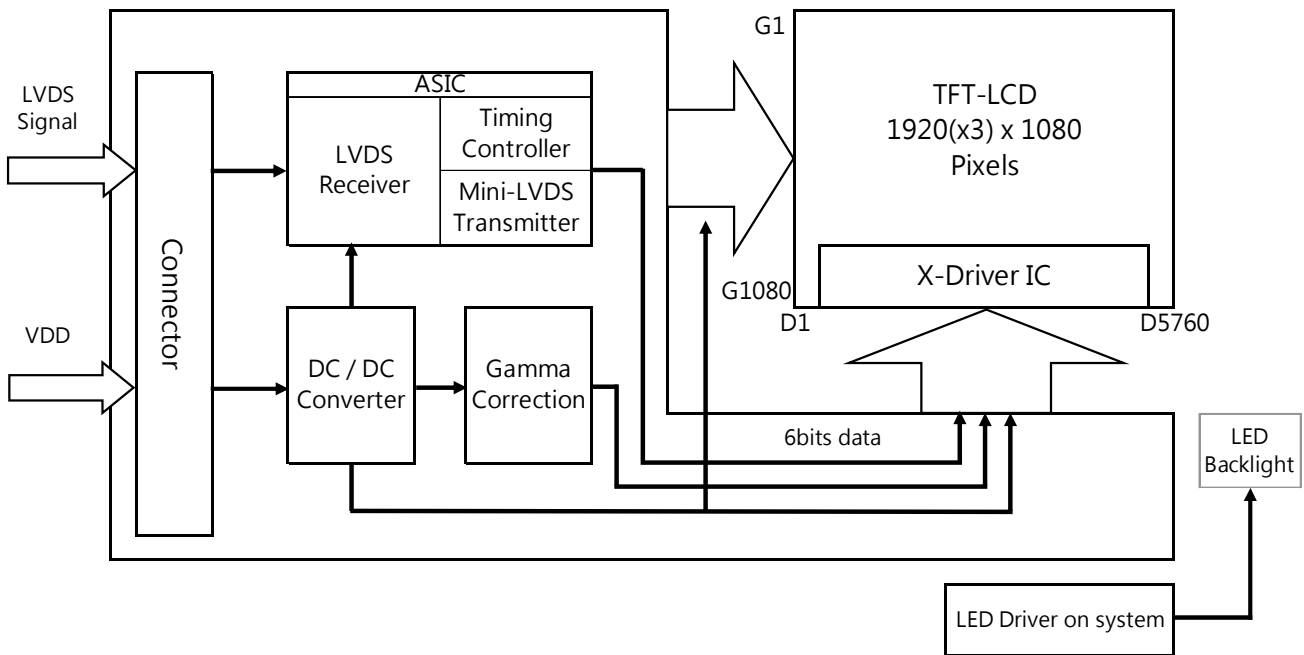 LVDS
Signal
VDD
Connector
ASIC
LVDS
Receiver
Timing
Controller
Mini-LVDS
Transmitter
DC / DC
Converter
Gamma
Correction
G1
TFT-LCD
1920(x3) x 1080
Pixels
X-Driver IC
G1080
D1
D5760
6bits data
LED
Backlight
LED Driver on system